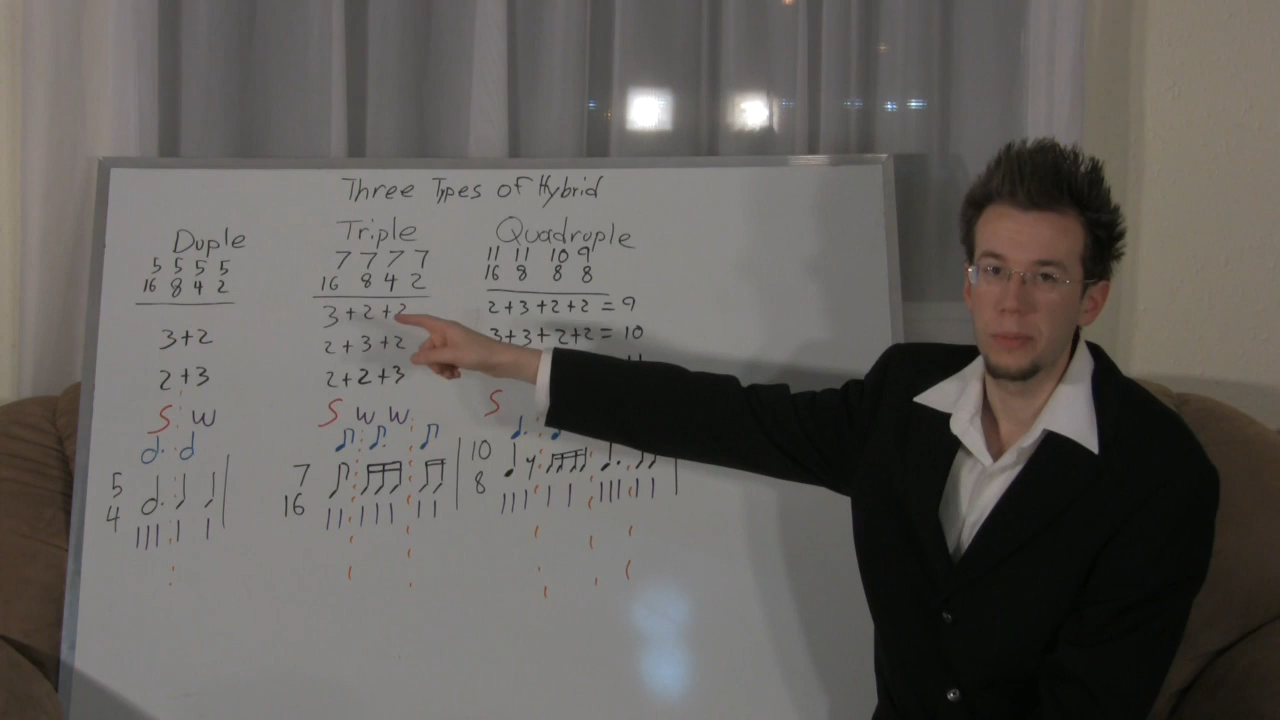 Three Types of Hybrid
Duple
5 5 5 5
16 8 4 2
3+2
2+3
S W
5
4
Triple
7 7 7 7
16 8 4 2
3+2+2
2+3+2
2+2+3
S W W
7
16
Quadruple
11 11 10 9
16 8 8 8
2+3+2+2=9
3+3+2+2=10
S
10
8